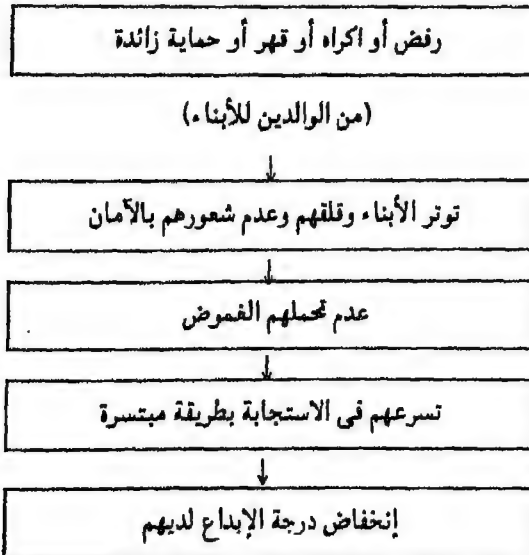 رفض أو اكراه أو قهر أو حماية زائدة
(من الوالدين للأبناء)
توتر الأبناء وقلقهم وعدم شعورهم بالأمان
عدم تحملهم الغموض
تسرعهم فى الاستجابة بطريقة مبتسرة
إنخفاض درجة الإبداع لديهم